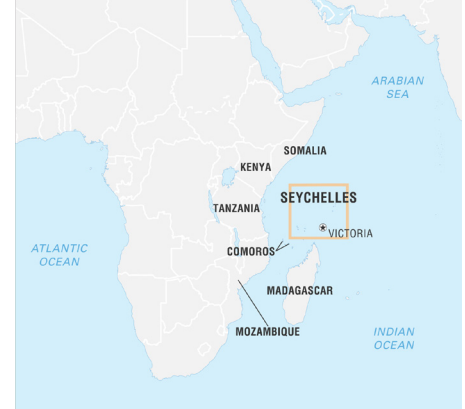 ARABIAN
SEA
SOMALIA
KENYA
SEYCHELLES
TANZANIA
VICTORIA
ATLANTIC
OCEAN
COMOROS
MADAGASCAR
MOZAMBIQUE
INDIAN
OCEAN